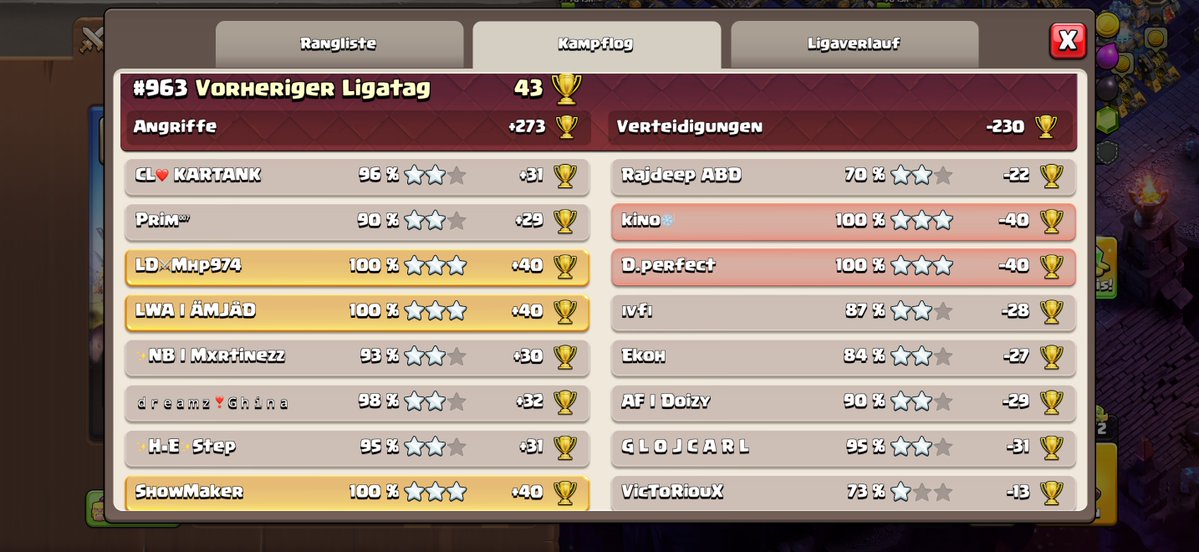 Rangliste
Kampflog
Ligaverlauf
X
#963 Vorheriger Ligatag 43
Angriffe +273
Verteidigungen -230
CL❤️ KARTANK 96 % +31
Rajdeep ABD 70 % -22
Prim⁰⁰⁷ 90 % +29
kino❄️ 100 % -40
LD⚔Mhp974 100 % +40
D.perfect 100 % -40
LWA | ÄMJÄD 100 % +40
ivfi 87 % -28
✨NB | Mxrtinezz 93 % +30
Ekoh 84 % -27
dreamz❣️Ghina 98 % +32
AF | Doizy 90 % -29
✨H.E✨Step 95 % +31
G L O J C A R L 95 % -31
ShowMaker 100 % +40
VicToRiouX 73 % -13
is!
2